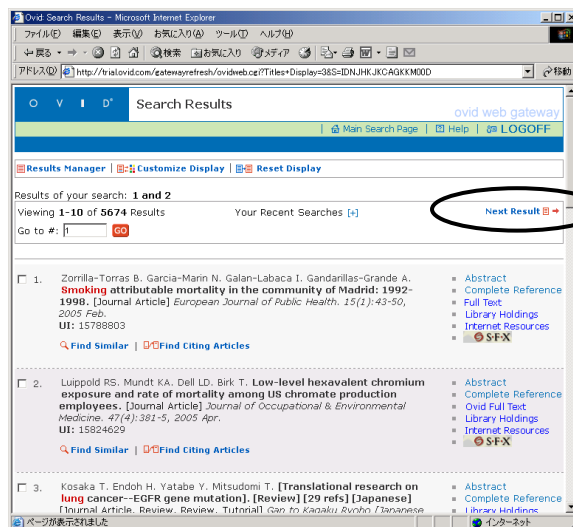 Ovid: Search Results - Microsoft Internet Explorer
ファイル(F) 編集(E) 表示(V) お気に入り(A) ツール(T) ヘルプ(H)
戻る 検索 お気に入り メディア
アドレス(D) http://trial.ovid.com/gatewayrefresh/ovidweb.cgi?Titles+Display=3&S=IDNJHKJKCAGKKM00D 移動
O V I D Search Results
ovid web gateway
| Main Search Page | Help | LOGOFF
Results Manager | Customize Display | Reset Display
Results of your search: 1 and 2
Viewing 1-10 of 5674 Results Your Recent Searches [+] Next Result
Go to #: 1 GO
1. Zorrilla-Torras B. Garcia-Marin N. Galan-Labaca I. Gandarillas-Grande A.
Smoking attributable mortality in the community of Madrid: 1992-
1998. [Journal Article] European Journal of Public Health. 15(1):43-50,
2005 Feb.
UI: 15788803
Find Similar | Find Citing Articles
Abstract
Complete Reference
Full Text
Library Holdings
Internet Resources
S·F·X
2. Luippold RS. Mundt KA. Dell LD. Birk T. Low-level hexavalent chromium
exposure and rate of mortality among US chromate production
employees. [Journal Article] Journal of Occupational & Environmental
Medicine. 47(4):381-5, 2005 Apr.
UI: 15824629
Find Similar | Find Citing Articles
Abstract
Complete Reference
Ovid Full Text
Library Holdings
Internet Resources
S·F·X
3. Kosaka T. Endoh H. Yatabe Y. Mitsudomi T. [Translational research on
lung cancer--EGFR gene mutation]. [Review] [29 refs] [Japanese]
[Journal Article. Review. Review, Tutorial] Gan to Kagaku Ryoho [Japanese
Abstract
Complete Reference
Library Holdings
ページが表示されました インターネット